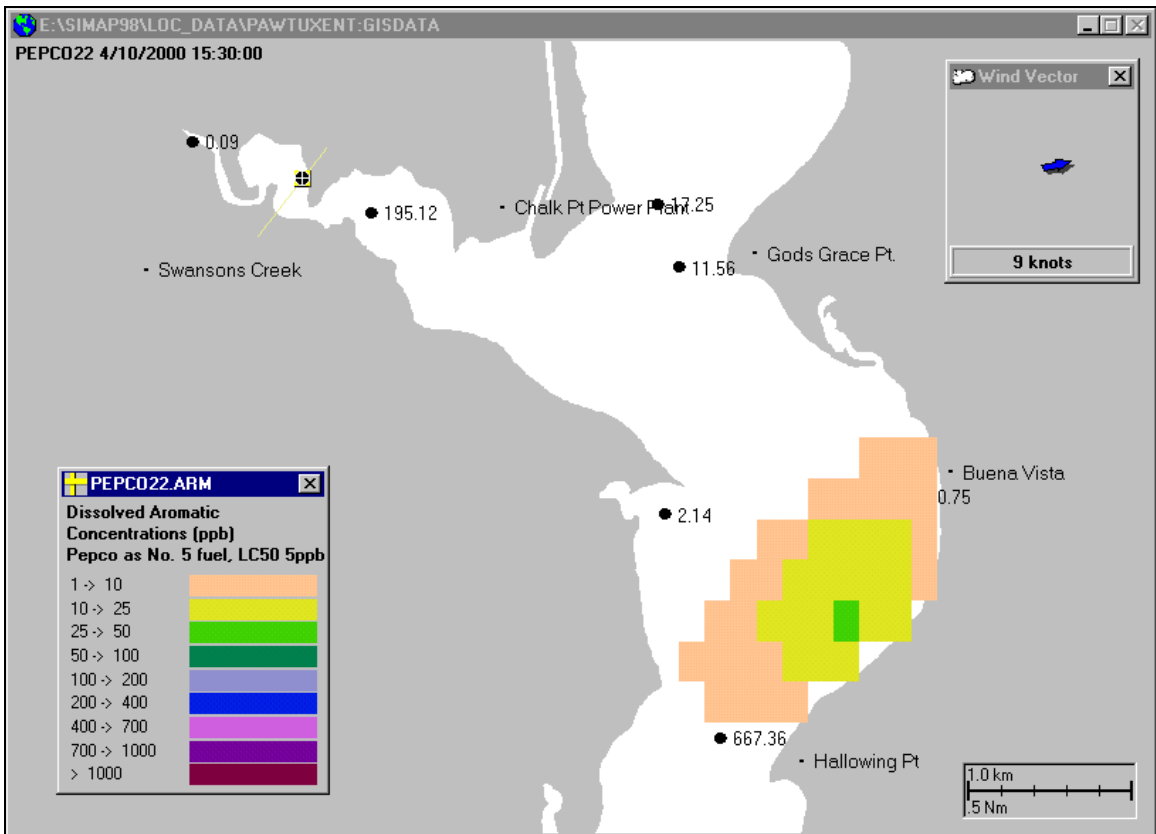 E:\SIMAP98\LOC_DATA\PAWTUXENT:GISDATA
PEPCO22 4/10/2000 15:30:00
Wind Vector
9 knots
0.09
195.12
Chalk Pt Power Plant
17.25
Gods Grace Pt.
11.56
Swansons Creek
Buena Vista
0.75
2.14
667.36
Hallowing Pt
PEPCO22.ARM
Dissolved Aromatic
Concentrations (ppb)
Pepco as No. 5 fuel, LC50 5ppb
1 -> 10
10 -> 25
25 -> 50
50 -> 100
100 -> 200
200 -> 400
400 -> 700
700 -> 1000
> 1000
1.0 km
.5 Nm